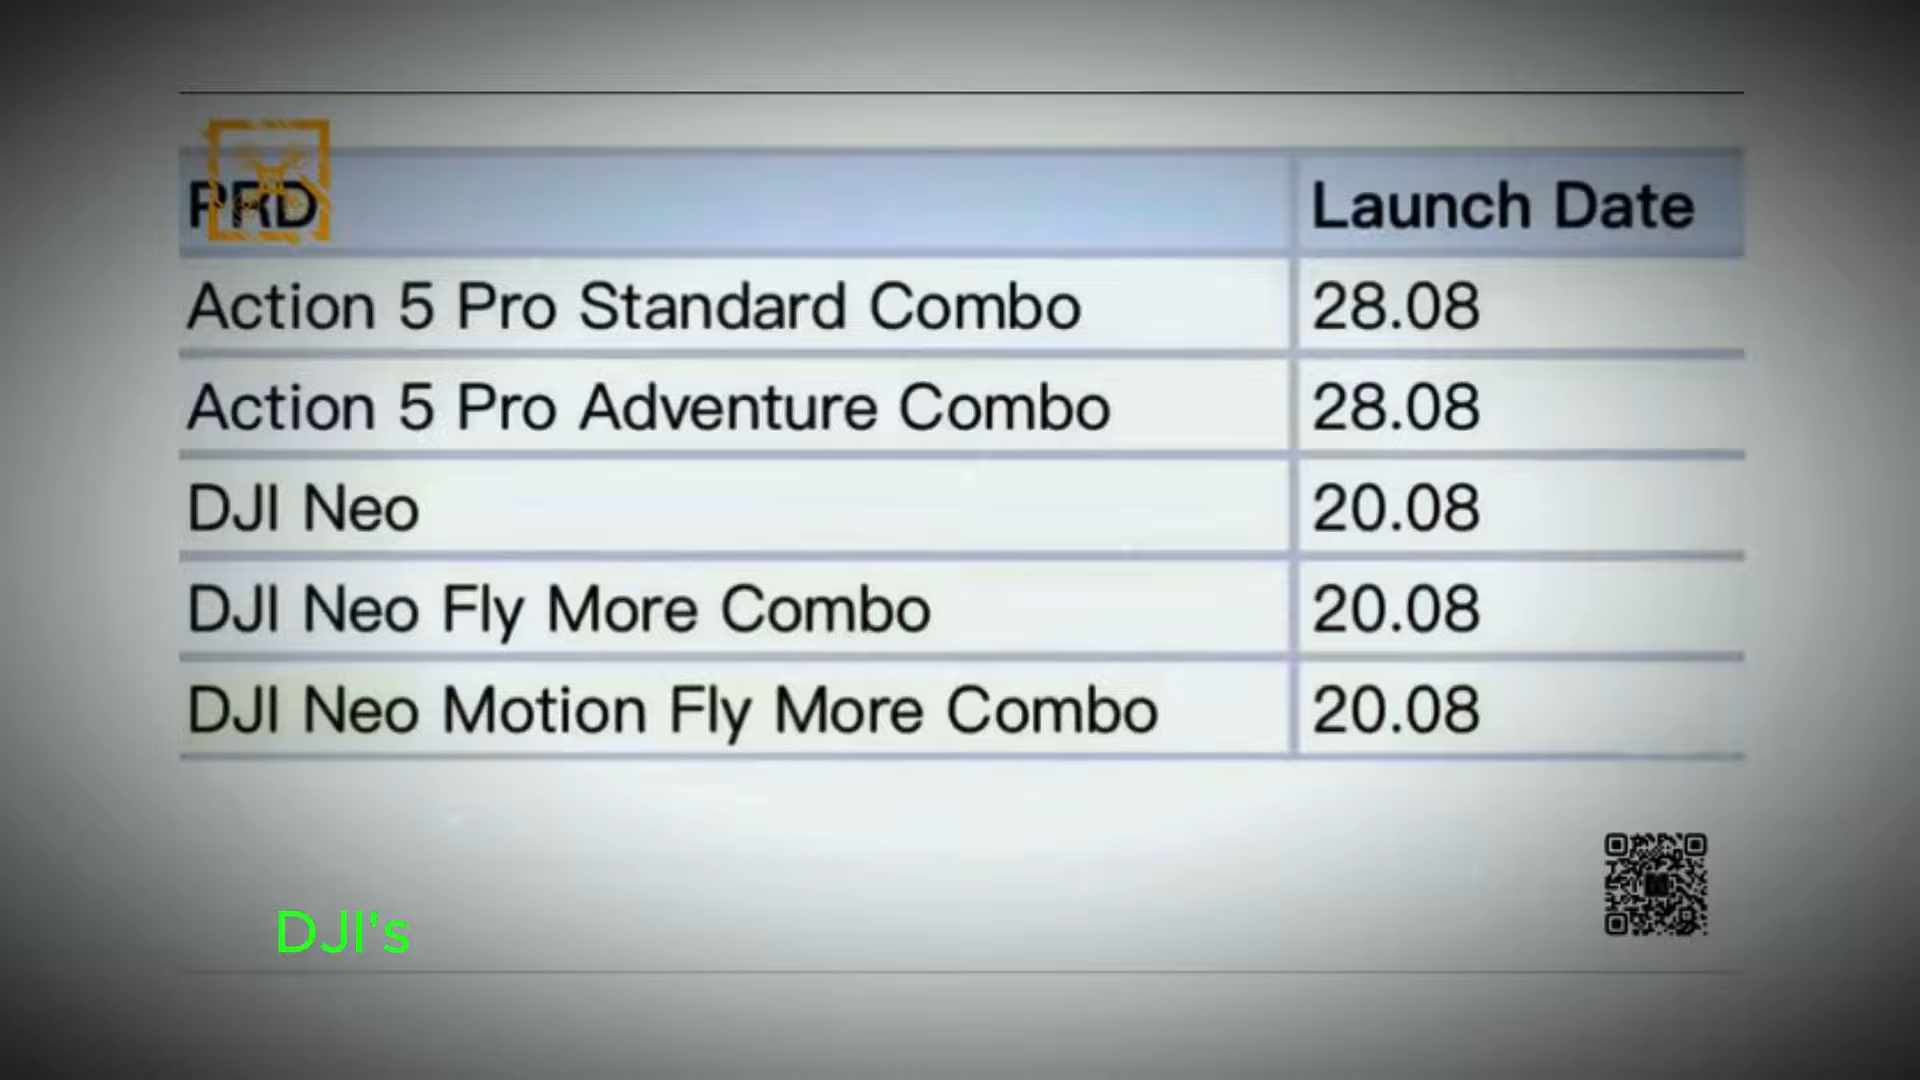 PRD Launch Date
Action 5 Pro Standard Combo 28.08
Action 5 Pro Adventure Combo 28.08
DJI Neo 20.08
DJI Neo Fly More Combo 20.08
DJI Neo Motion Fly More Combo 20.08
DJI's